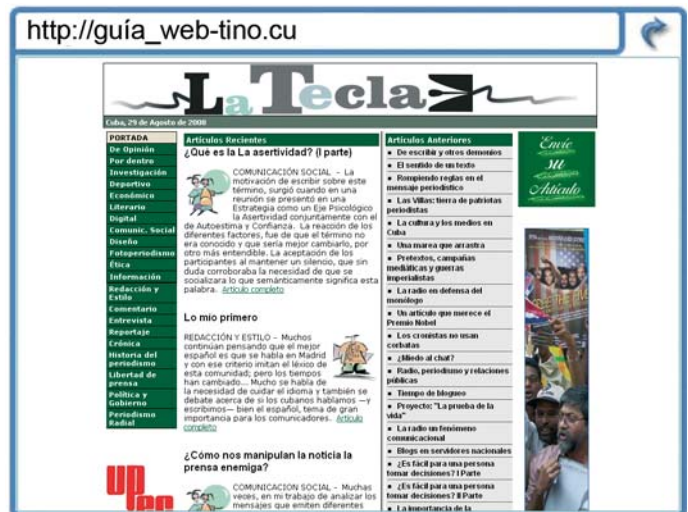 http://guía_web-tino.cu
La Tecla
Cuba, 29 de Agosto de 2008
PORTADA
De Opinión
Por dentro
Investigación
Deportivo
Económico
Literario
Digital
Comunic. Social
Diseño
Fotoperiodismo
Ética
Información
Redacción y
Estilo
Comentario
Entrevista
Reportaje
Crónica
Historia del
periodismo
Libertad de
prensa
Política y
Gobierno
Periodismo
Radial
Artículos Recientes
¿Qué es la La asertividad? (I parte)
COMUNICACIÓN SOCIAL - La
motivación de escribir sobre este
término, surgió cuando en una
reunión se presentó en una
Estrategia como un Eje Psicológico
la Asertividad conjuntamente con el
de Autoestima y Confianza. La reacción de los
diferentes factores, fue de que el término no
era conocido y que sería mejor cambiarlo, por
otro más entendible. La aceptación de los
participantes al mantener un silencio, que sin
duda corroboraba la necesidad de que se
socializara lo que semánticamente significa esta
palabra. Artículo completo
Lo mío primero
REDACCIÓN Y ESTILO - Muchos
continúan pensando que el mejor
español es que se habla en Madrid
y con ese criterio imitan el léxico de
esta comunidad; pero los tiempos
han cambiado... Mucho se habla de
la necesidad de cuidar el idioma y también se
debate acerca de si los cubanos hablamos —y
escribimos— bien el español, tema de gran
importancia para los comunicadores. Artículo
completo
¿Cómo nos manipulan la noticia la
prensa enemiga?
COMUNICACIÓN SOCIAL - Muchas
veces, en mi trabajo de analizar los
mensajes que emiten diferentes
Artículos Anteriores
De escribir y otros demonios
El sentido de un texto
Rompiendo reglas en el
mensaje periodístico
Las Villas: tierra de patriotas
periodistas
La cultura y los medios en
Cuba
Una marea que arrastra
Pretextos, campañas
mediáticas y guerras
imperialistas
La radio en defensa del
monólogo
Un artículo que merece el
Premio Nobel
Los cronistas no usan
corbatas
¿Miedo al chat?
Radio, periodismo y relaciones
públicas
Tiempo de bloqueo
Proyecto: "La prueba de la
vida"
La radio un fenómeno
comunicacional
Blogs en servidores nacionales
¿Es fácil para una persona
tomar decisiones? I Parte
¿Es fácil para una persona
tomar decisiones? II Parte
La importancia de la
Envíe
su
Artículo